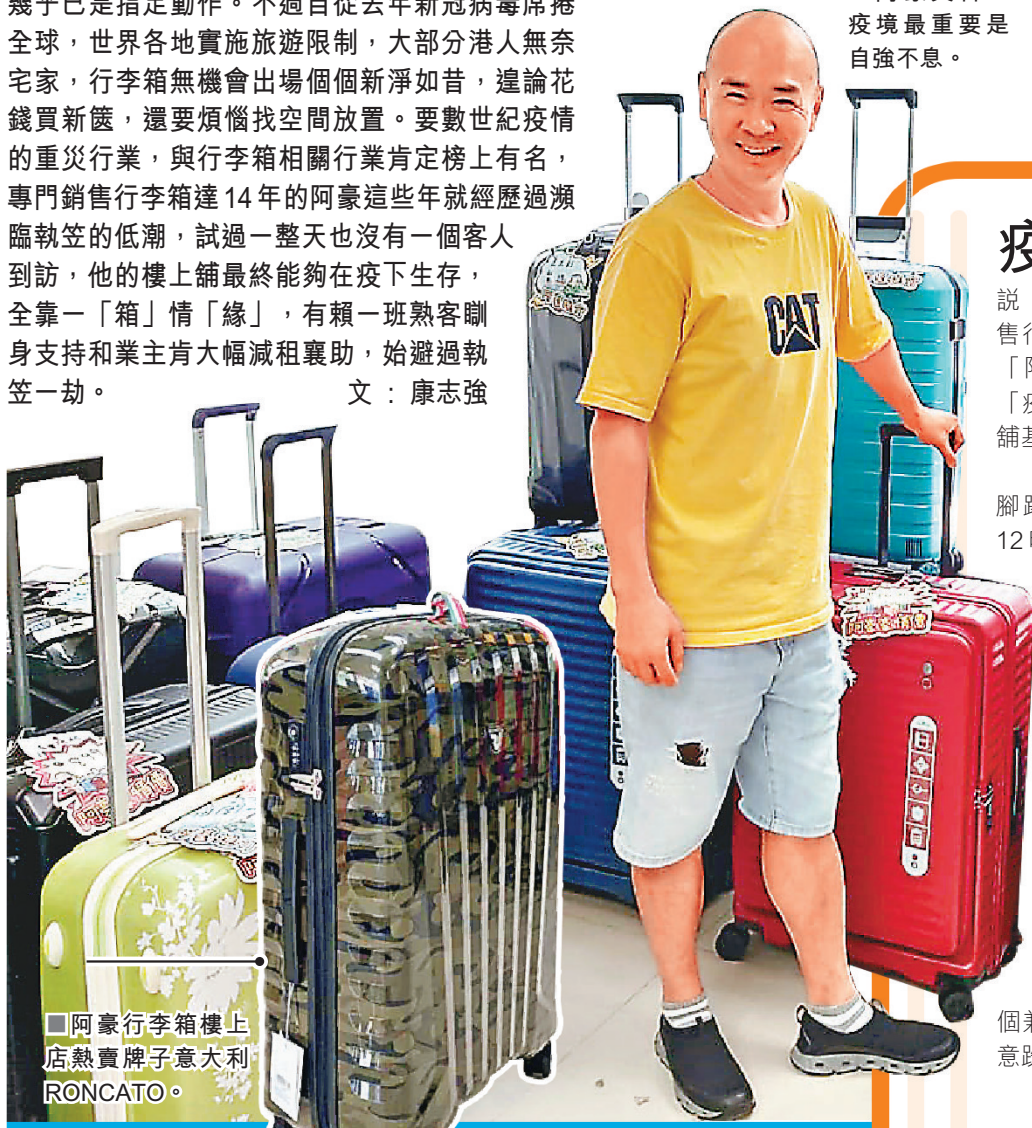 幾乎已是指定動作。不過自從去年新冠病毒席捲
全球，世界各地實施旅遊限制，大部分港人無奈
宅家，行李箱無機會出場個個新淨如昔，遑論花
錢買新篋，還要煩惱找空間放置。要數世紀疫情
的重災行業，與行李箱相關行業肯定榜上有名，
專門銷售行李箱達14年的阿豪這些年就經歷過瀕
臨執笠的低潮，試過一整天也沒有一個客人
到訪，他的樓上舖最終能夠在疫下生存，
全靠一「箱」情「緣」，有賴一班熟客瞓
身支持和業主肯大幅減租襄助，始避過執
笠一劫。 文：康志強
疫境最重要是
自強不息。
CAT
■阿豪行李箱樓上
店熱賣牌子意大利
RONCATO。
疫
説
售行
「阿
「疫
舖基
腳踏
12時
個兼
意跌